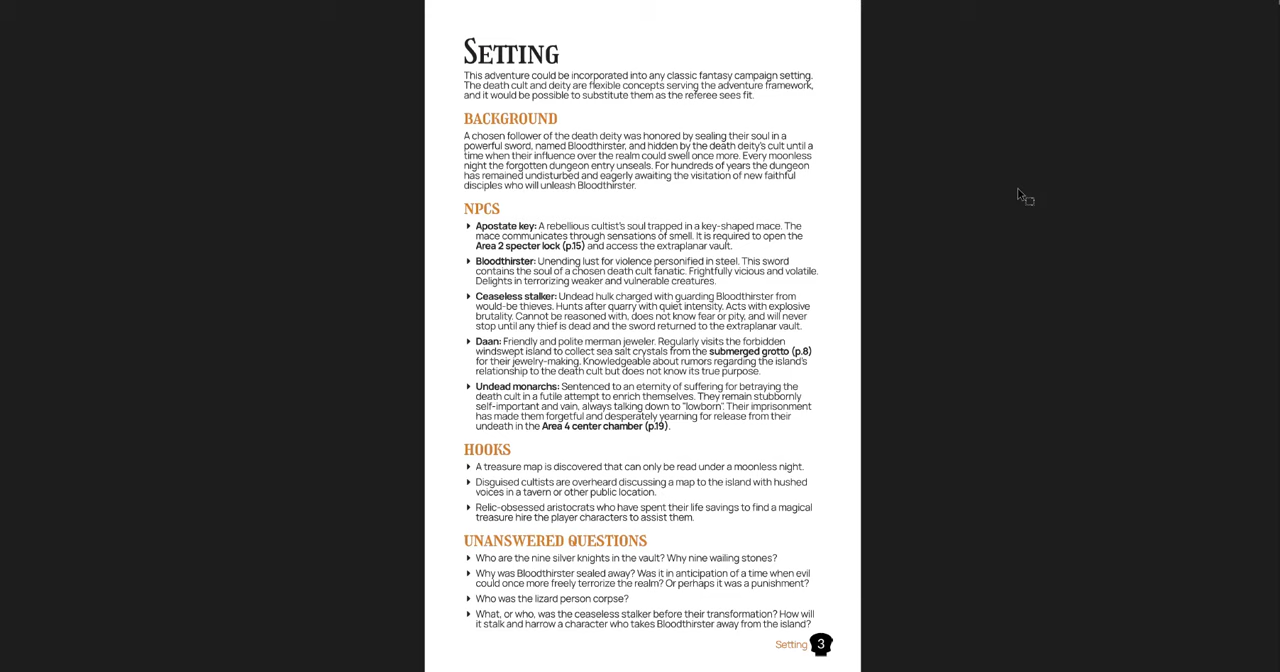 Setting
This adventure could be incorporated into any classic fantasy campaign setting.
The death cult and deity are flexible concepts serving the adventure framework,
and it would be possible to substitute them as the referee sees fit.
BACKGROUND
A chosen follower of the death deity was honored by sealing their soul in a
powerful sword, named Bloodthirster, and hidden by the death deity's cult until a
time when their influence over the realm could swell once more. Every moonless
night the forgotten dungeon entry unseals. For hundreds of years the dungeon
has remained undisturbed and eagerly awaiting the visitation of new faithful
disciples who will unleash Bloodthirster.
NPCS
Apostate key: A rebellious cultist's soul trapped in a key-shaped mace. The
mace communicates through sensations of smell. It is required to open the
Area 2 specter lock (p.15) and access the extraplanar vault.
Bloodthirster: Unending lust for violence personified in steel. This sword
contains the soul of a chosen death cult fanatic. Frightfully vicious and volatile.
Delights in terrorizing weaker and vulnerable creatures.
Ceaseless stalker: Undead hulk charged with guarding Bloodthirster from
would-be thieves. Hunts after quarry with quiet intensity. Acts with explosive
brutality. Cannot be reasoned with, does not know fear or pity, and will never
stop until any thief is dead and the sword returned to the extraplanar vault.
Daan: Friendly and polite merman jeweler. Regularly visits the forbidden
windswept island to collect sea salt crystals from the submerged grotto (p.8)
for their jewelry-making. Knowledgeable about rumors regarding the island's
relationship to the death cult but does not know its true purpose.
Undead monarchs: Sentenced to an eternity of suffering for betraying the
death cult in a futile attempt to enrich themselves. They remain stubbornly
self-important and vain, always talking down to "lowborn". Their imprisonment
has made them forgetful and desperately yearning for release from their
undeath in the Area 4 center chamber (p.19).
HOOKS
A treasure map is discovered that can only be read under a moonless night.
Disguised cultists are overheard discussing a map to the island with hushed
voices in a tavern or other public location.
Relic-obsessed aristocrats who have spent their life savings to find a magical
treasure hire the player characters to assist them.
UNANSWERED QUESTIONS
Who are the nine silver knights in the vault? Why nine wailing stones?
Why was Bloodthirster sealed away? Was it in anticipation of a time when evil
could once more freely terrorize the realm? Or perhaps it was a punishment?
Who was the lizard person corpse?
What, or who, was the ceaseless stalker before their transformation? How will
it stalk and harrow a character who takes Bloodthirster away from the island?
Setting 3